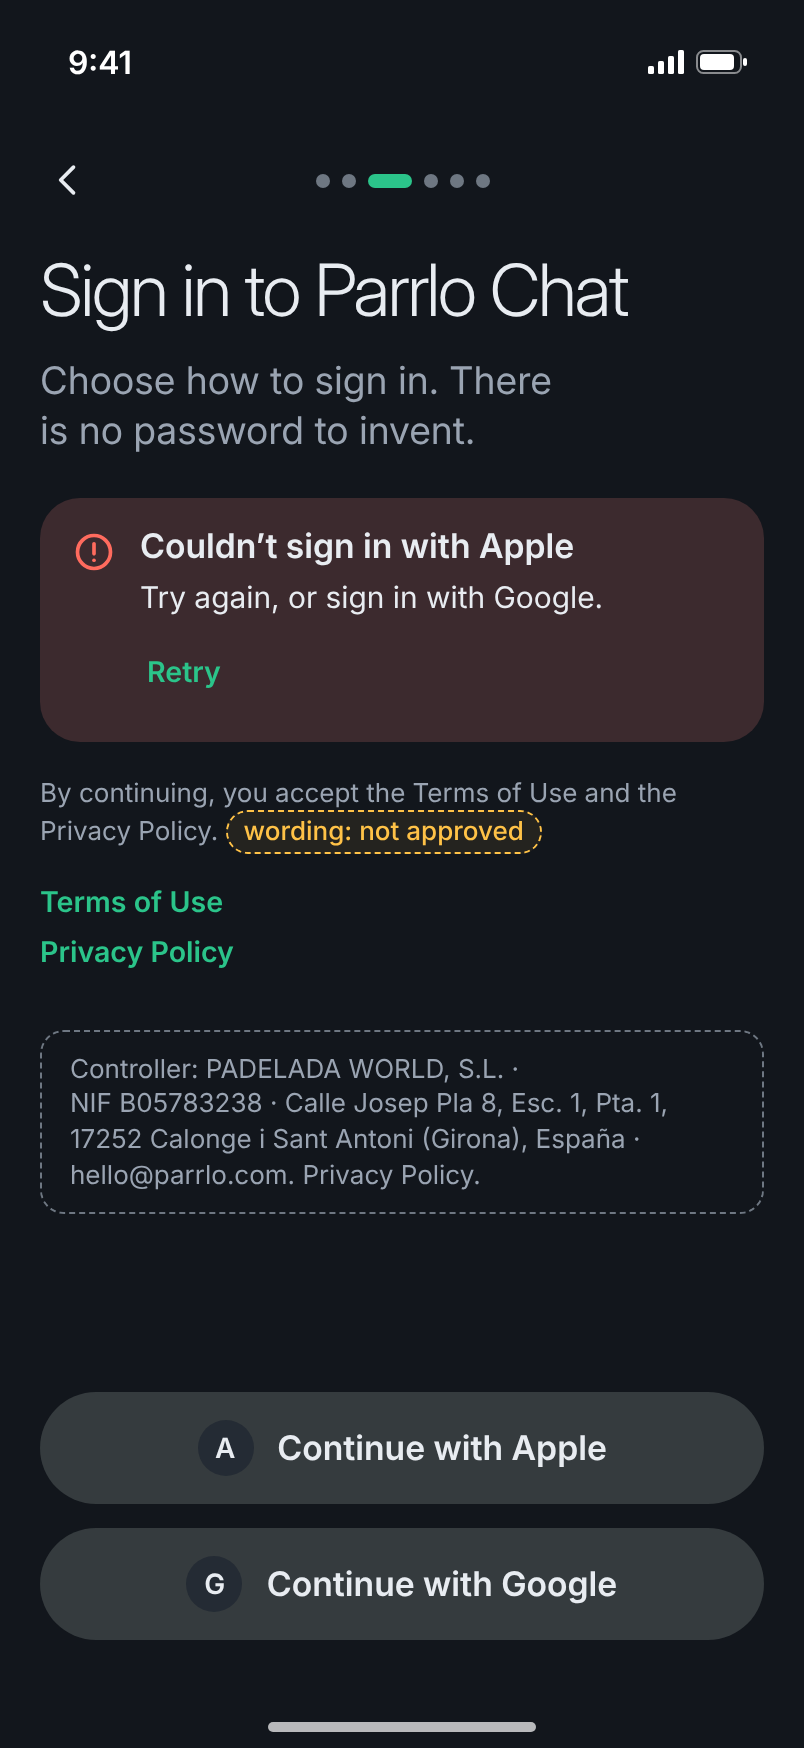 9:41
Sign in to Parrlo Chat
Choose how to sign in. There
is no password to invent.
Couldn’t sign in with Apple
Try again, or sign in with Google.
Retry
By continuing, you accept the Terms of Use and the
Privacy Policy. wording: not approved
Terms of Use
Privacy Policy
Controller: PADELADA WORLD, S.L. ·
NIF B05783238 · Calle Josep Pla 8, Esc. 1, Pta. 1,
17252 Calonge i Sant Antoni (Girona), España ·
hello@parrlo.com. Privacy Policy.
A Continue with Apple
G Continue with Google